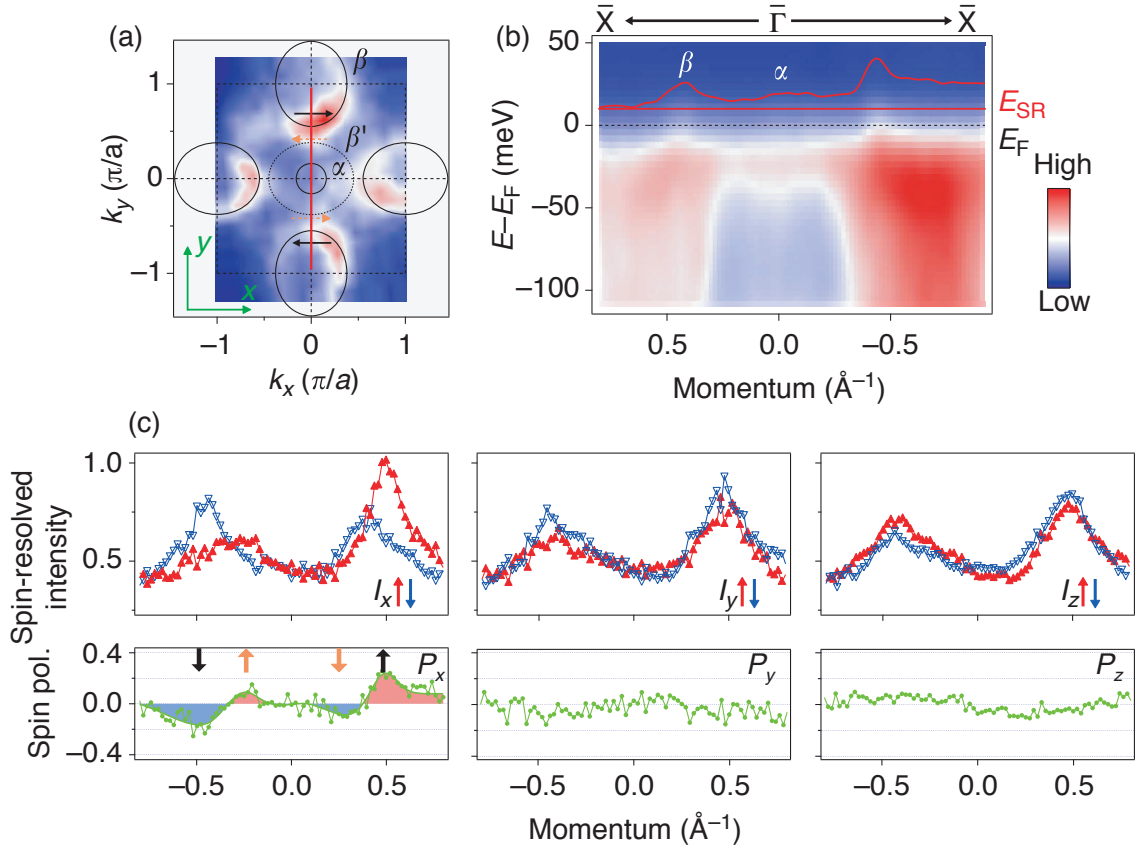 (a)
β
β'
α
1
0
−1
k_y (π/a)
y
x
−1
0
1
k_x (π/a)
(b)
X̄
Γ̄
X̄
β
α
E_SR
E_F
50
0
−50
−100
E–E_F (meV)
0.5
0.0
−0.5
Momentum (Å⁻¹)
High
Low
(c)
Spin-resolved
intensity
1.0
0.5
I_x
I_y
I_z
Spin pol.
0.4
0.0
−0.4
P_x
P_y
P_z
−0.5
0.0
0.5
−0.5
0.0
0.5
−0.5
0.0
0.5
Momentum (Å⁻¹)